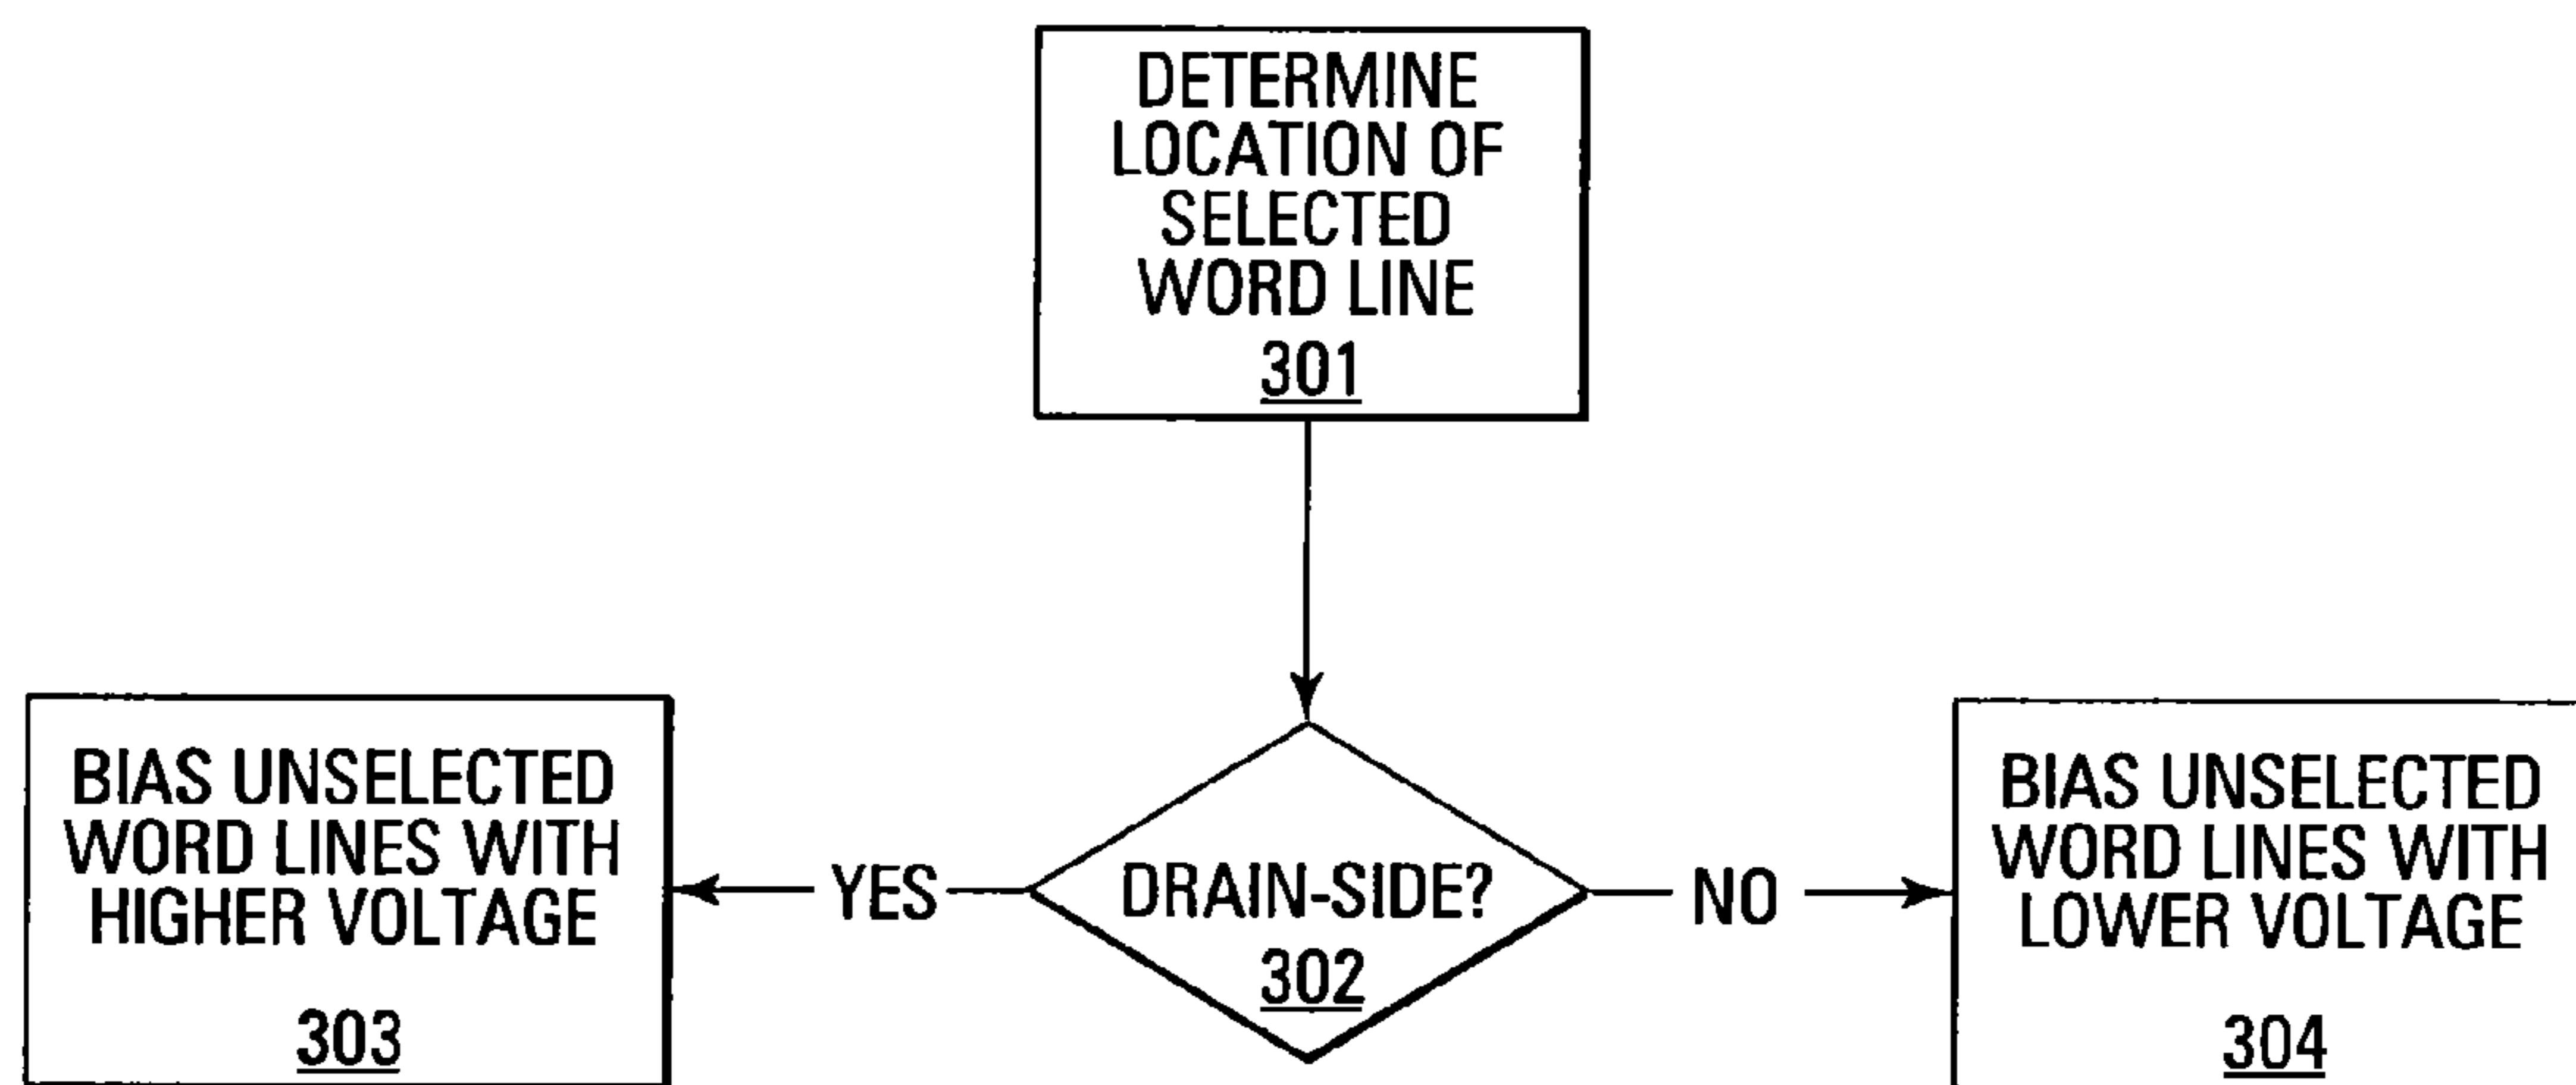 DETERMINE
LOCATION OF
SELECTED
WORD LINE
301
BIAS UNSELECTED
WORD LINES WITH
HIGHER VOLTAGE
303
YES
DRAIN-SIDE?
302
NO
BIAS UNSELECTED
WORD LINES WITH
LOWER VOLTAGE
304